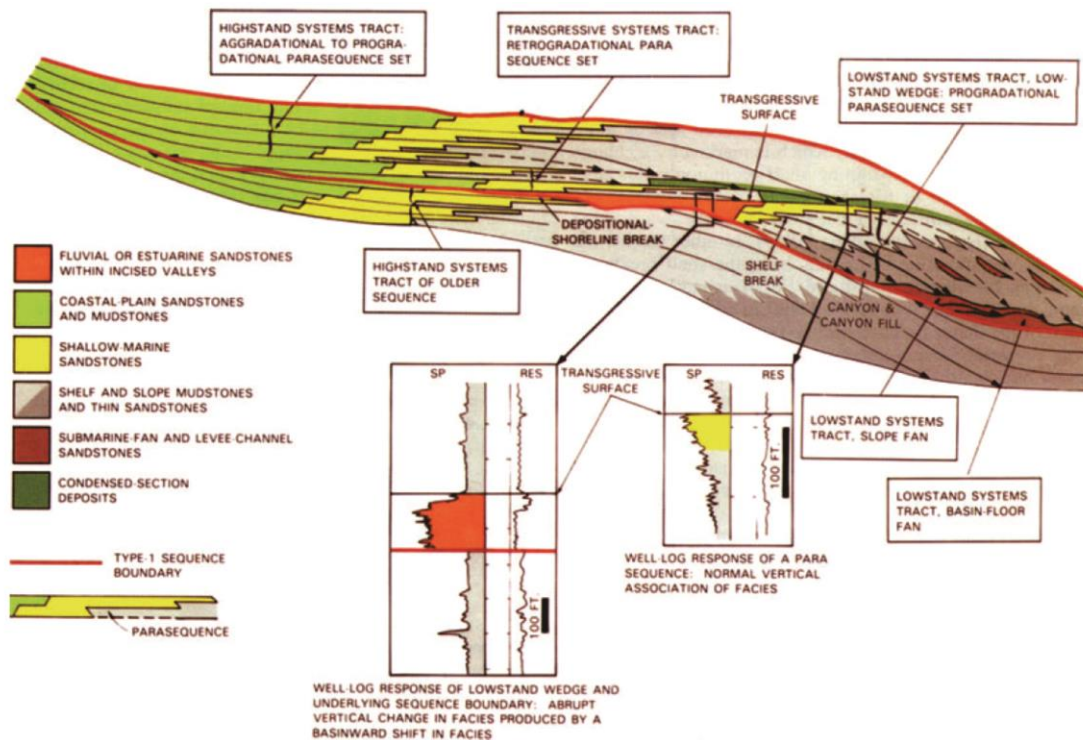 HIGHSTAND SYSTEMS TRACT:
AGGRADATIONAL TO PROGRA-
DATIONAL PARASEQUENCE SET
TRANSGRESSIVE SYSTEMS TRACT:
RETROGRADATIONAL PARA
SEQUENCE SET
LOWSTAND SYSTEMS TRACT, LOW-
STAND WEDGE: PROGRADATIONAL
PARASEQUENCE SET
TRANSGRESSIVE
SURFACE
DEPOSITIONAL-
SHORELINE BREAK
SHELF
BREAK
CANYON &
CANYON FILL
HIGHSTAND SYSTEMS
TRACT OF OLDER
SEQUENCE
FLUVIAL OR ESTUARINE SANDSTONES
WITHIN INCISED VALLEYS
COASTAL-PLAIN SANDSTONES
AND MUDSTONES
SHALLOW-MARINE
SANDSTONES
SHELF AND SLOPE MUDSTONES
AND THIN SANDSTONES
SUBMARINE-FAN AND LEVEE-CHANNEL
SANDSTONES
CONDENSED-SECTION
DEPOSITS
TYPE-1 SEQUENCE
BOUNDARY
PARASEQUENCE
SP
RES
100 FT.
WELL-LOG RESPONSE OF LOWSTAND WEDGE AND
UNDERLYING SEQUENCE BOUNDARY: ABRUPT
VERTICAL CHANGE IN FACIES PRODUCED BY A
BASINWARD SHIFT IN FACIES
TRANSGRESSIVE
SURFACE
SP
RES
100 FT.
WELL-LOG RESPONSE OF A PARA
SEQUENCE: NORMAL VERTICAL
ASSOCIATION OF FACIES
LOWSTAND SYSTEMS
TRACT, SLOPE FAN
LOWSTAND SYSTEMS
TRACT, BASIN-FLOOR
FAN